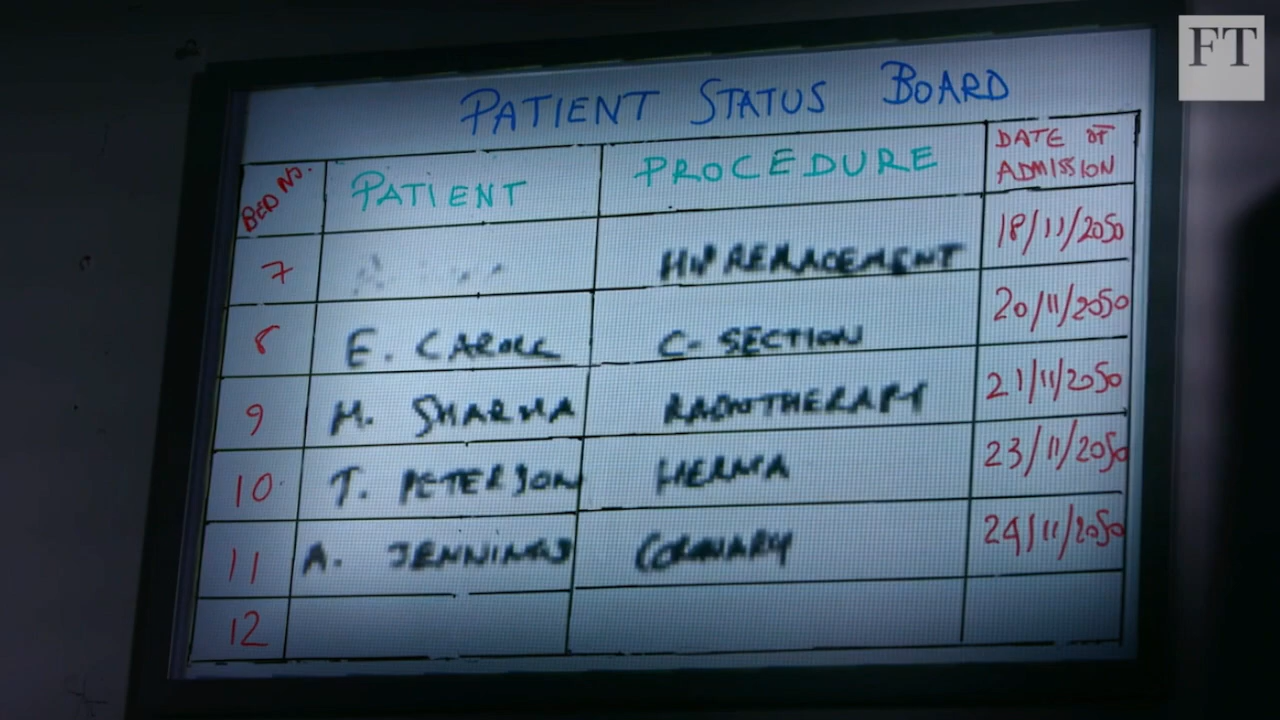 FT
PATIENT STATUS BOARD
BED NO. PATIENT PROCEDURE DATE OF ADMISSION
7 HIP REPLACEMENT 18/11/2050
8 E. CAROLL C-SECTION 20/11/2050
9 M. SHARMA RADIOTHERAPY 21/11/2050
10 T. PETERSON HERNIA 23/11/2050
11 A. JENNINGS CORONARY 24/11/2050
12